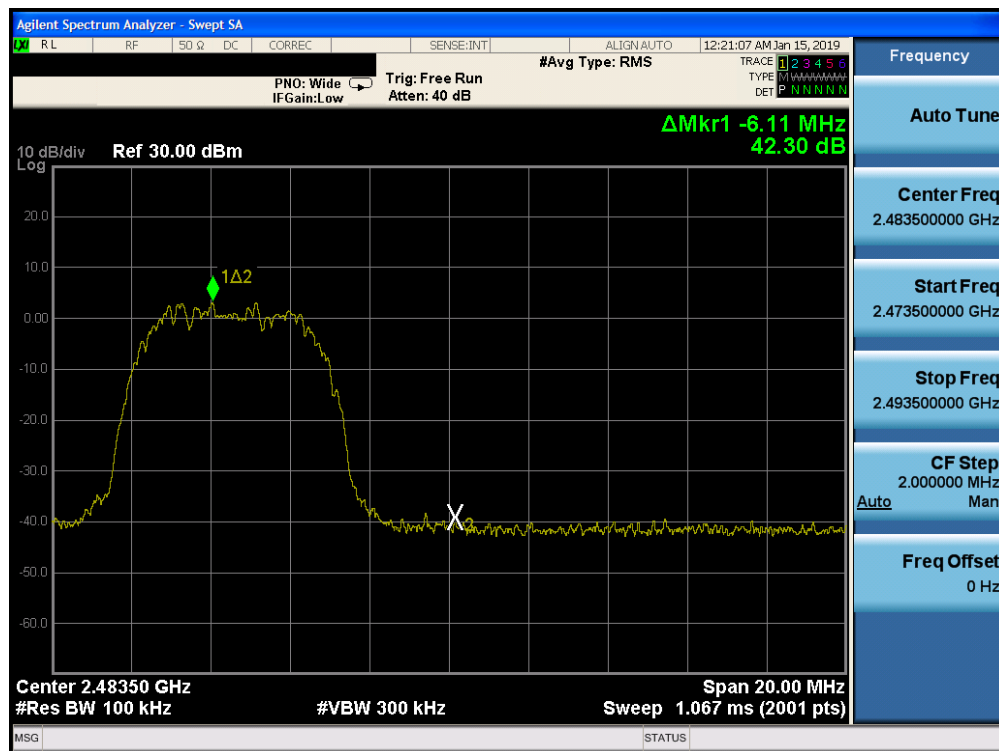 Agilent Spectrum Analyzer - Swept SA
LXI RL RF 50 Ω DC CORREC SENSE:INT ALIGN AUTO 12:21:07 AM Jan 15, 2019
Frequency
#Avg Type: RMS
TRACE 1 2 3 4 5 6
PNO: Wide Trig: Free Run
TYPE M WWWWW
IFGain:Low Atten: 40 dB
DET P N N N N N
Auto Tune
ΔMkr1 -6.11 MHz
42.30 dB
10 dB/div Ref 30.00 dBm
Log
Center Freq
2.483500000 GHz
20.0
10.0
1Δ2
Start Freq
2.473500000 GHz
0.00
-10.0
Stop Freq
2.493500000 GHz
-20.0
-30.0
CF Step
2.000000 MHz
Auto Man
-40.0
2
Freq Offset
0 Hz
-50.0
-60.0
Center 2.48350 GHz Span 20.00 MHz
#Res BW 100 kHz #VBW 300 kHz Sweep 1.067 ms (2001 pts)
MSG STATUS